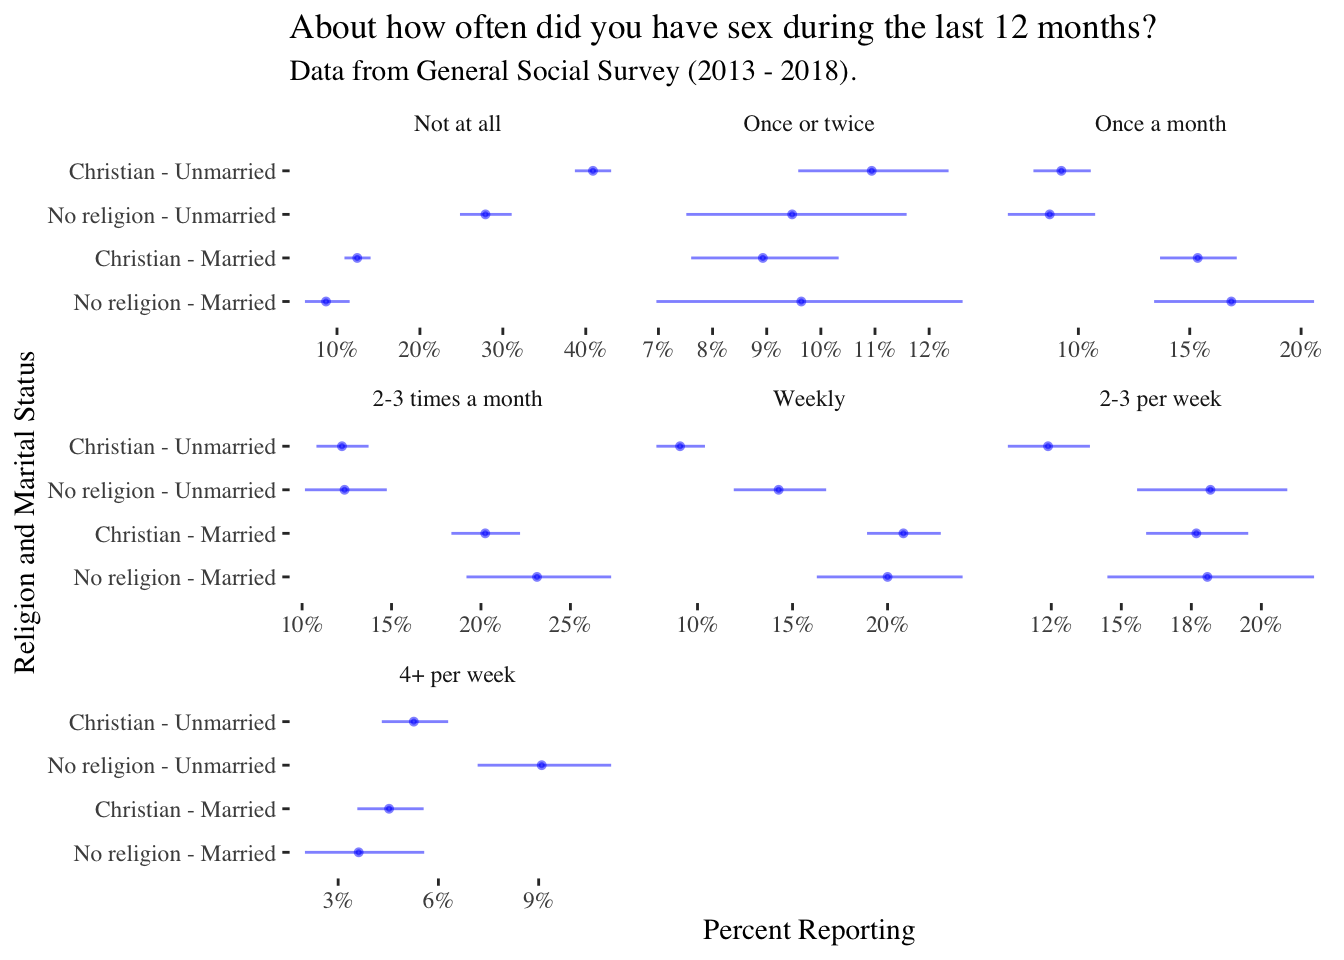 About how often did you have sex during the last 12 months?
Data from General Social Survey (2013 - 2018).
Religion and Marital Status
Not at all
Once or twice
Once a month
Christian - Unmarried
No religion - Unmarried
Christian - Married
No religion - Married
10% 20% 30% 40%
7% 8% 9% 10% 11% 12%
10% 15% 20%
2-3 times a month
Weekly
2-3 per week
Christian - Unmarried
No religion - Unmarried
Christian - Married
No religion - Married
10% 15% 20% 25%
10% 15% 20%
12% 15% 18% 20%
4+ per week
Christian - Unmarried
No religion - Unmarried
Christian - Married
No religion - Married
3% 6% 9%
Percent Reporting